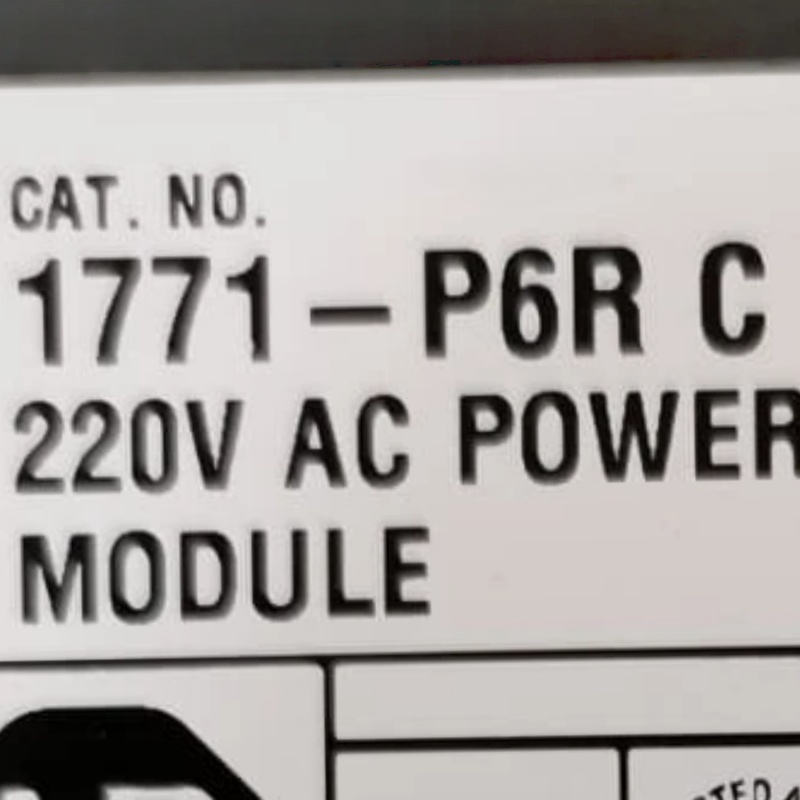 CAT. NO.
1771-P6R C
220V AC POWER
MODULE